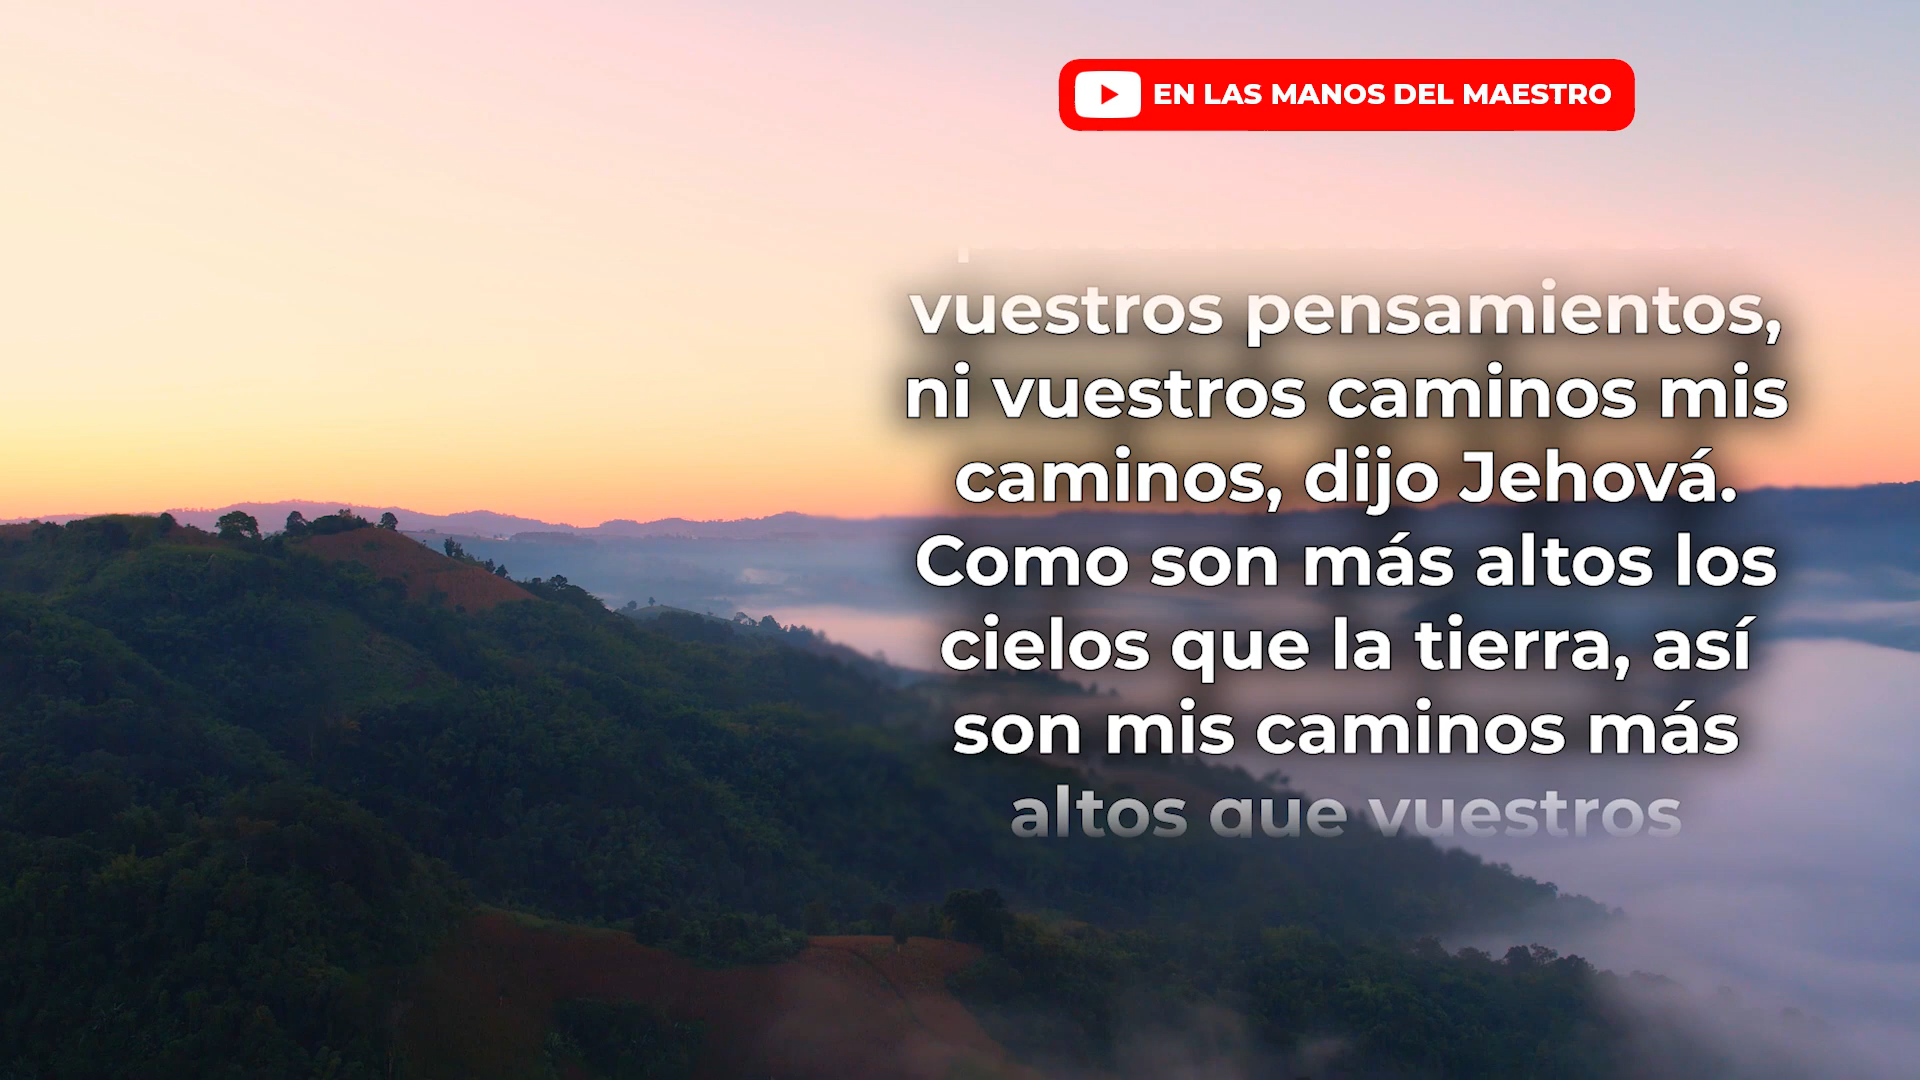 EN LAS MANOS DEL MAESTRO
vuestros pensamientos,
ni vuestros caminos mis
caminos, dijo Jehová.
Como son más altos los
cielos que la tierra, así
son mis caminos más
altos que vuestros